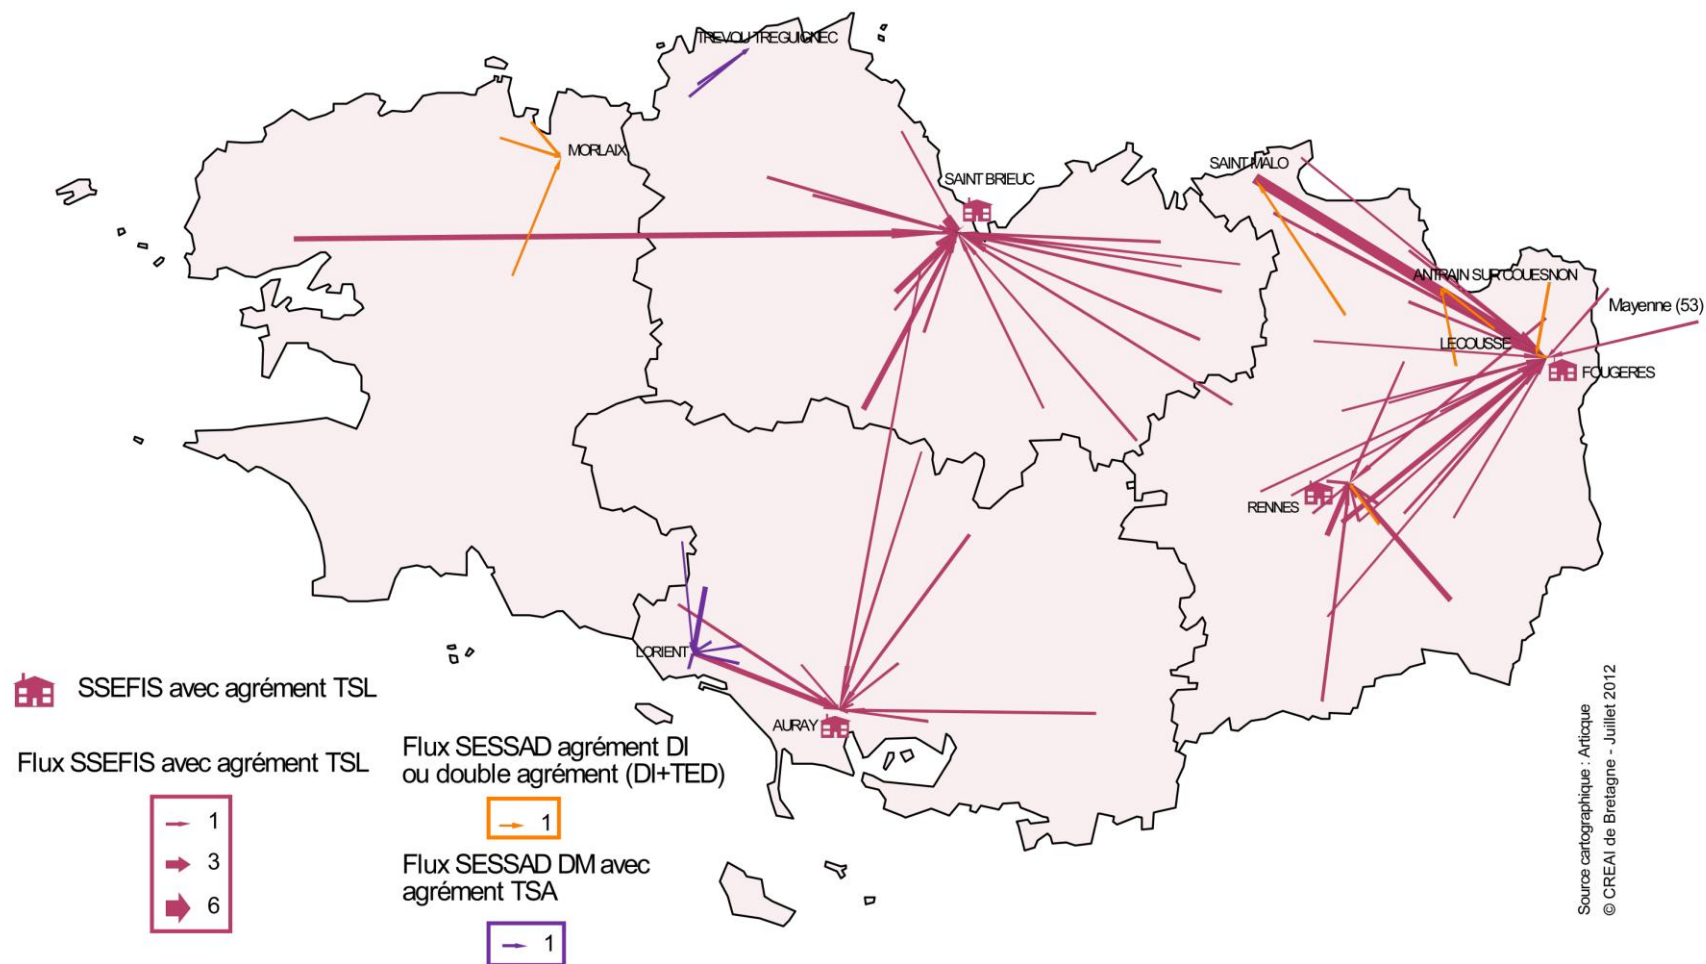 TREVOU TREGUIGNEC
MORLAIX
SAINT BRIEUC
SAINT MALO
ANTRAIN SUR COUESNON
Mayenne (53)
LECOUSSE
FOUGERES
RENNES
LORIENT
AURAY
SSEFIS avec agrément TSL
Flux SSEFIS avec agrément TSL
1
3
6
Flux SESSAD agrément DI
ou double agrément (DI+TED)
1
Flux SESSAD DM avec
agrément TSA
1
Source cartographique : Articque
© CREAI de Bretagne - Juillet 2012